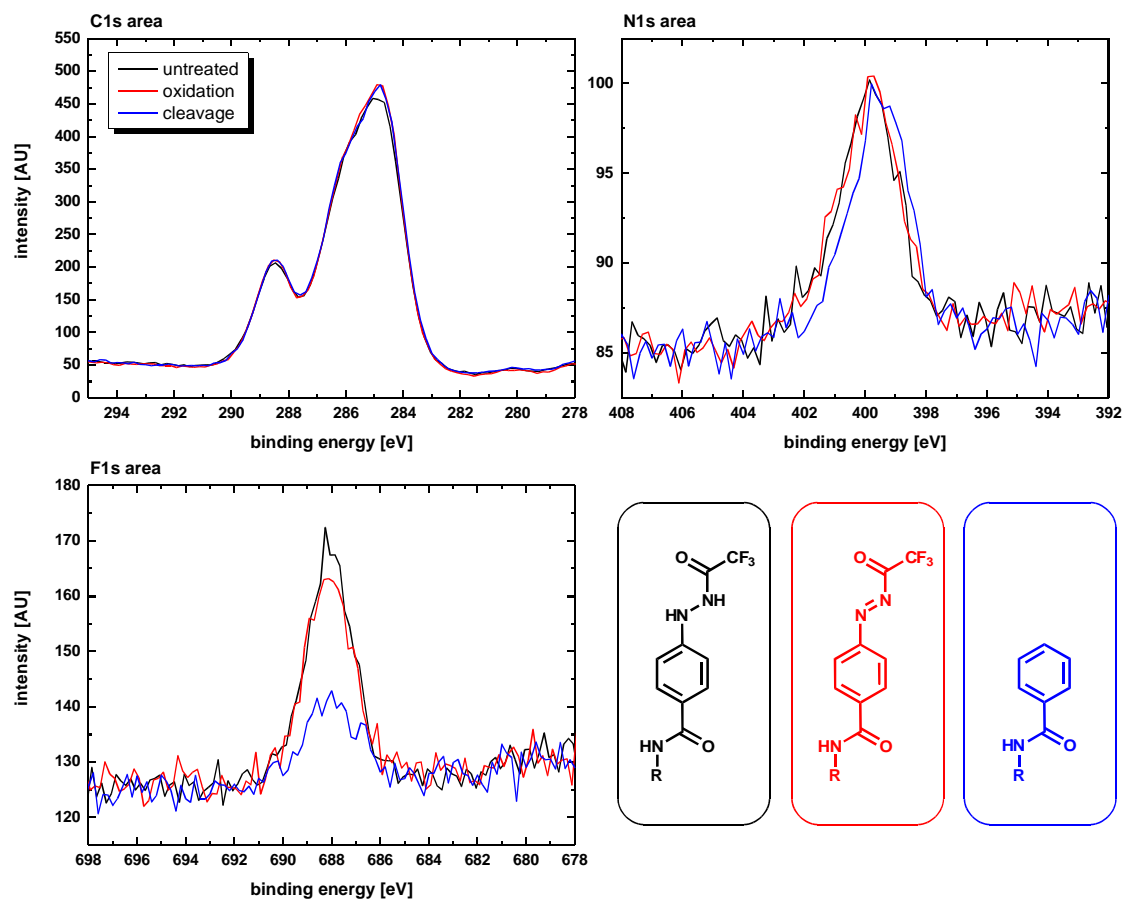 C1s area
550
500
450
400
350
300
250
200
150
100
50
0
untreated
oxidation
cleavage
intensity [AU]
294 292 290 288 286 284 282 280 278
binding energy [eV]
N1s area
100
95
90
85
408 406 404 402 400 398 396 394 392
binding energy [eV]
F1s area
180
170
160
150
140
130
120
intensity [AU]
698 696 694 692 690 688 686 684 682 680 678
binding energy [eV]
O CF3
HN NH
NH O
R
O CF3
N N
NH O
R
NH O
R